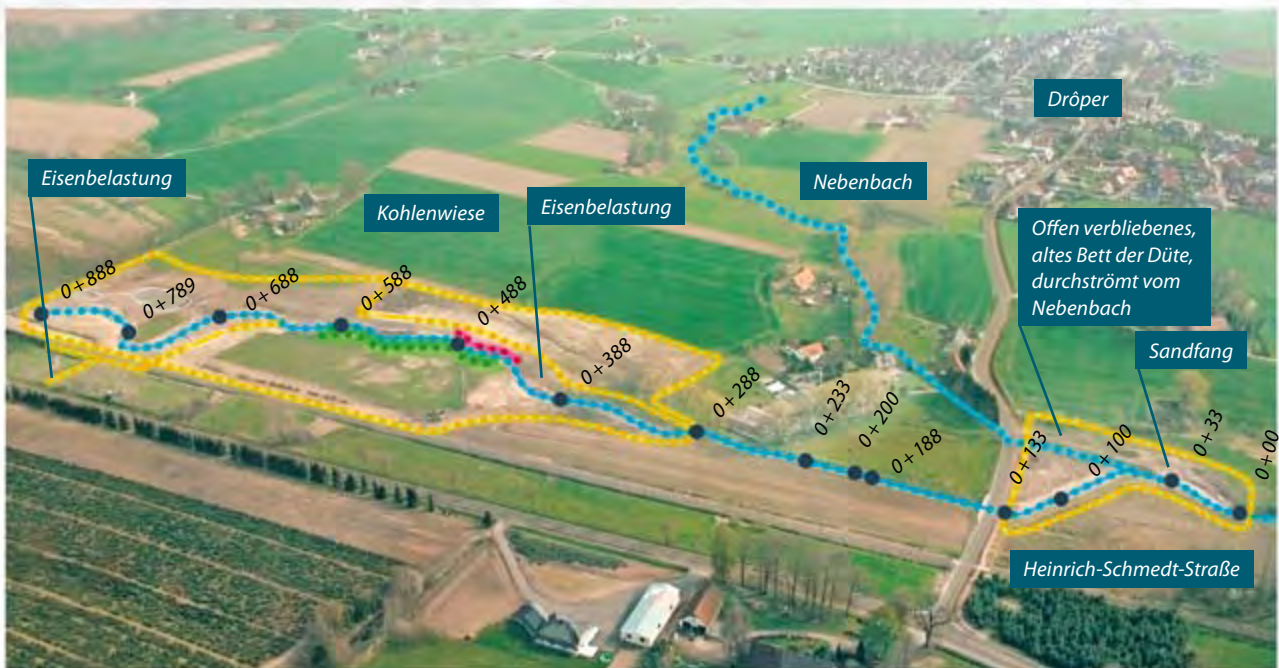 Dröper
Eisenbelastung
Kohlenwiese
Eisenbelastung
Nebenbach
Offen verbliebenes,
altes Bett der Düte,
durchströmt vom
Nebenbach
Sandfang
0+888
0+789
0+688
0+588
0+488
0+388
0+288
0+233
0+200
0+188
0+133
0+100
0+33
0+00
Heinrich-Schmedt-Straße